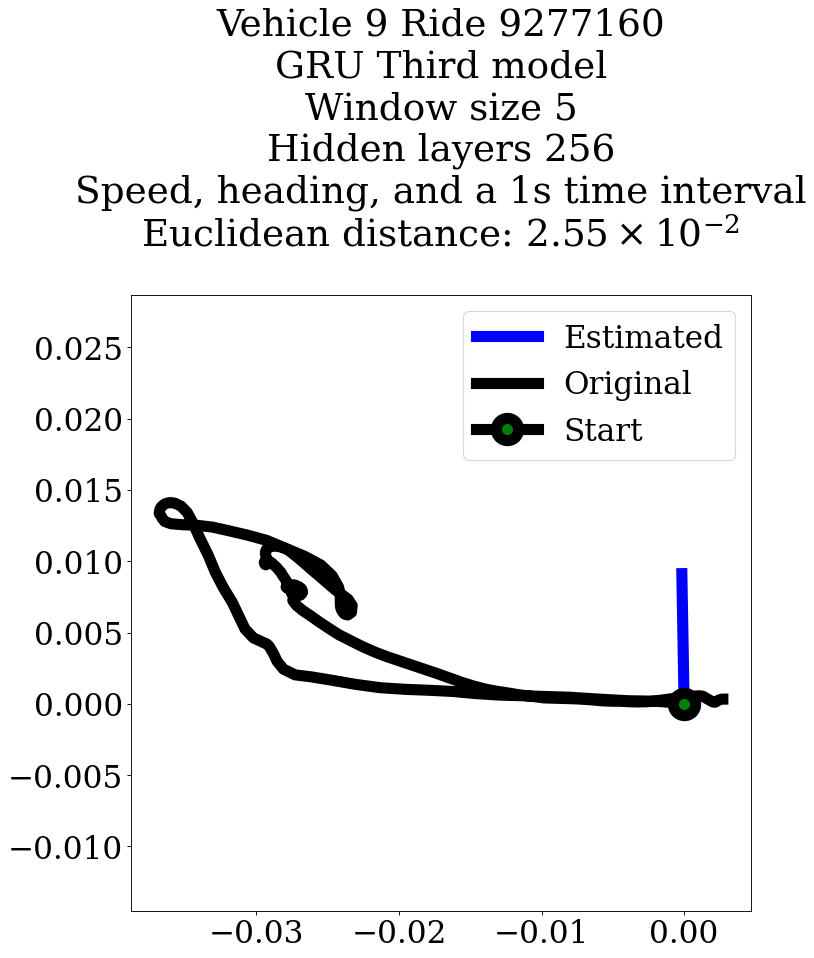 Vehicle 9 Ride 9277160
GRU Third model
Window size 5
Hidden layers 256
Speed, heading, and a 1s time interval
Euclidean distance: 2.55 × 10⁻²
Estimated
Original
Start
0.025
0.020
0.015
0.010
0.005
0.000
−0.005
−0.010
−0.03 −0.02 −0.01 0.00